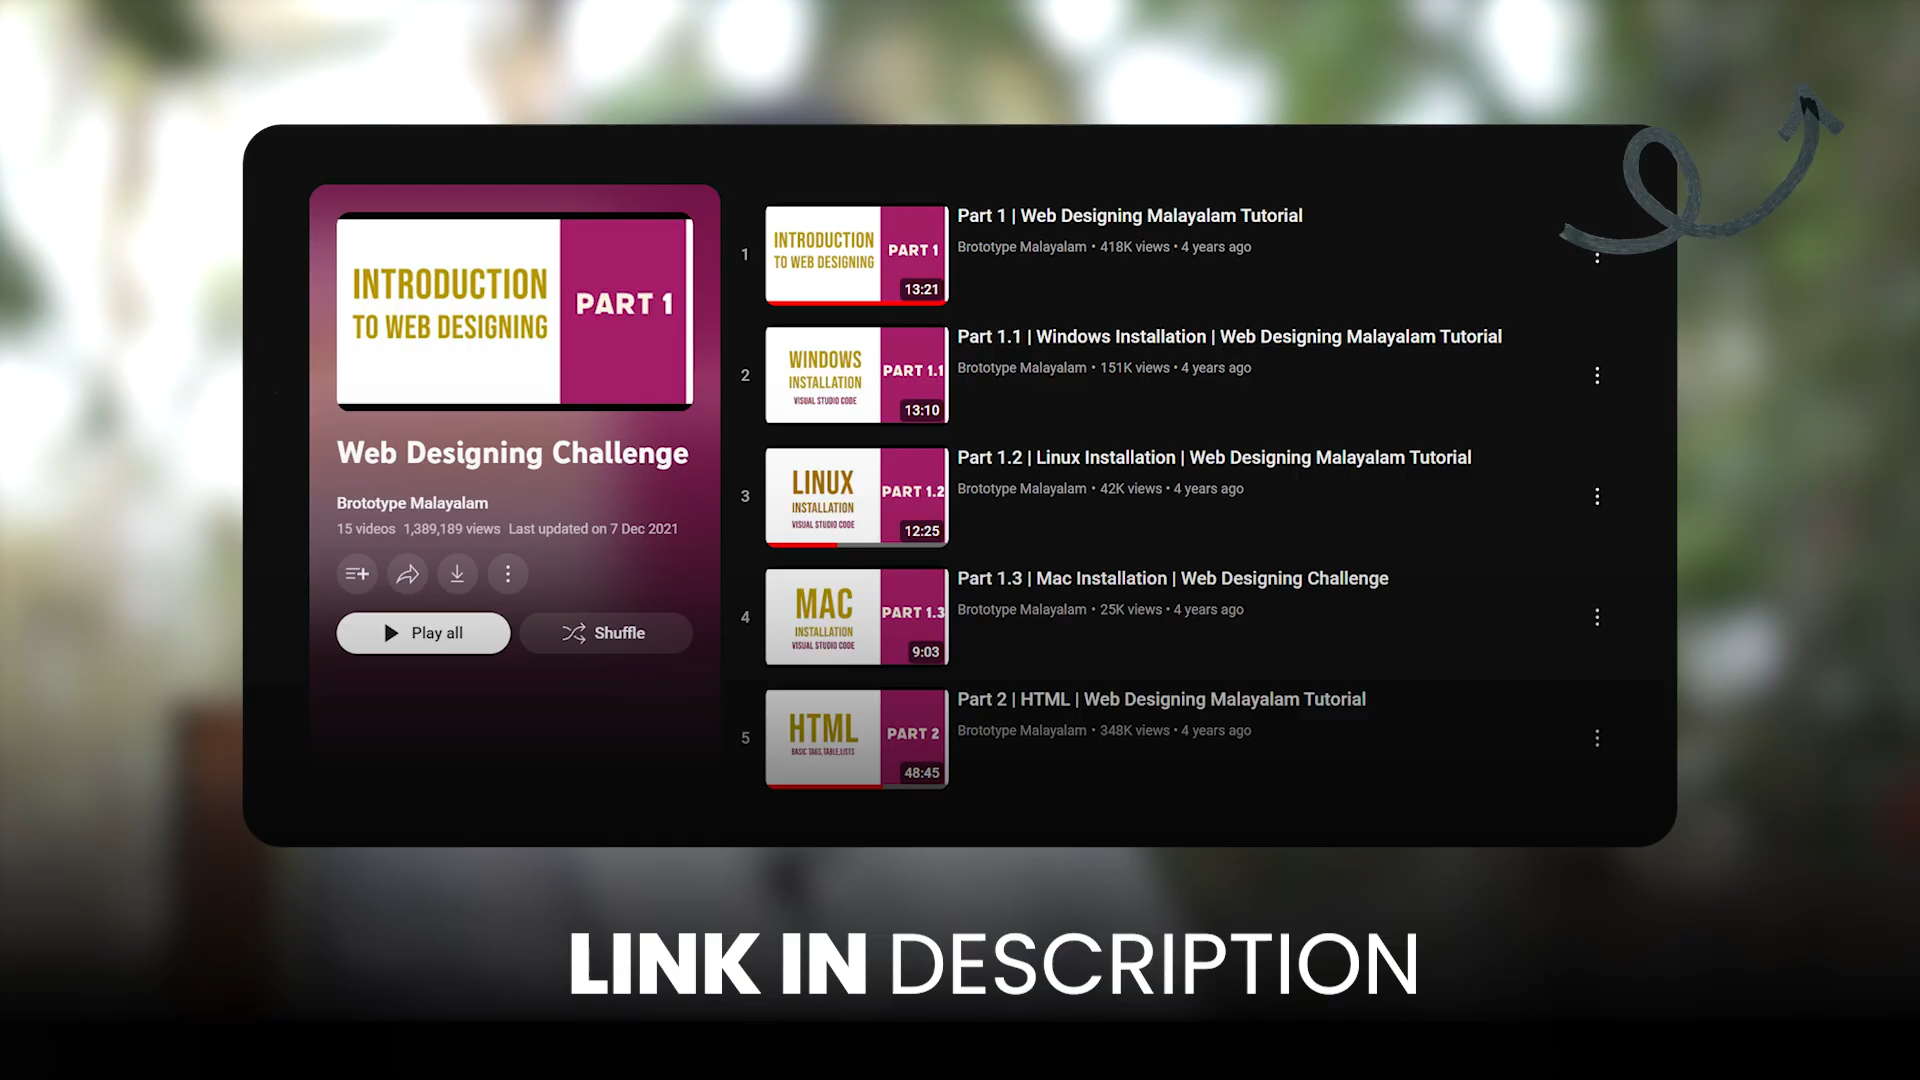 INTRODUCTION
TO WEB DESIGNING
PART 1
Web Designing Challenge
Brototype Malayalam
15 videos 1,389,189 views Last updated on 7 Dec 2021
Play all
Shuffle
1
INTRODUCTION
TO WEB DESIGNING
PART 1
13:21
Part 1 | Web Designing Malayalam Tutorial
Brototype Malayalam • 418K views • 4 years ago
2
WINDOWS
INSTALLATION
VISUAL STUDIO CODE
PART 1.1
13:10
Part 1.1 | Windows Installation | Web Designing Malayalam Tutorial
Brototype Malayalam • 151K views • 4 years ago
3
LINUX
INSTALLATION
VISUAL STUDIO CODE
PART 1.2
12:25
Part 1.2 | Linux Installation | Web Designing Malayalam Tutorial
Brototype Malayalam • 42K views • 4 years ago
4
MAC
INSTALLATION
VISUAL STUDIO CODE
PART 1.3
9:03
Part 1.3 | Mac Installation | Web Designing Challenge
Brototype Malayalam • 25K views • 4 years ago
5
HTML
BASIC TAGS,TABLE,LISTS
PART 2
48:45
Part 2 | HTML | Web Designing Malayalam Tutorial
Brototype Malayalam • 348K views • 4 years ago
LINK IN DESCRIPTION